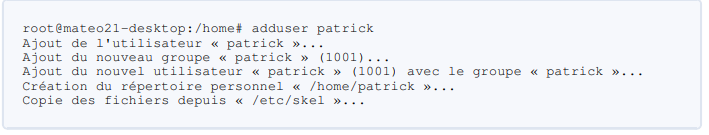 root@mateo21-desktop:/home# adduser patrick
Ajout de l'utilisateur « patrick »...
Ajout du nouveau groupe « patrick » (1001)...
Ajout du nouvel utilisateur « patrick » (1001) avec le groupe « patrick »...
Création du répertoire personnel « /home/patrick »...
Copie des fichiers depuis « /etc/skel »...